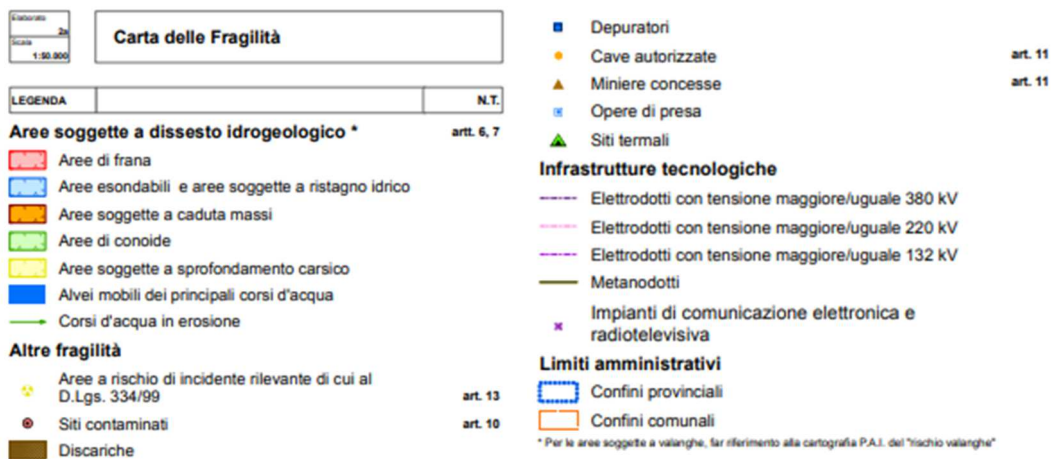 Elaborato
2a
Scala
1:50.000
Carta delle Fragilità
LEGENDA N.T.
Aree soggette a dissesto idrogeologico * artt. 6, 7
Aree di frana
Aree esondabili e aree soggette a ristagno idrico
Aree soggette a caduta massi
Aree di conoide
Aree soggette a sprofondamento carsico
Alvei mobili dei principali corsi d'acqua
Corsi d'acqua in erosione
Altre fragilità
Aree a rischio di incidente rilevante di cui al
D.Lgs. 334/99 art. 13
Siti contaminati art. 10
Discariche
Depuratori
Cave autorizzate art. 11
Miniere concesse art. 11
Opere di presa
Siti termali
Infrastrutture tecnologiche
Elettrodotti con tensione maggiore/uguale 380 kV
Elettrodotti con tensione maggiore/uguale 220 kV
Elettrodotti con tensione maggiore/uguale 132 kV
Metanodotti
Impianti di comunicazione elettronica e
radiotelevisiva
Limiti amministrativi
Confini provinciali
Confini comunali
* Per le aree soggette a valanghe, far riferimento alla cartografia P.A.I. del "rischio valanghe"